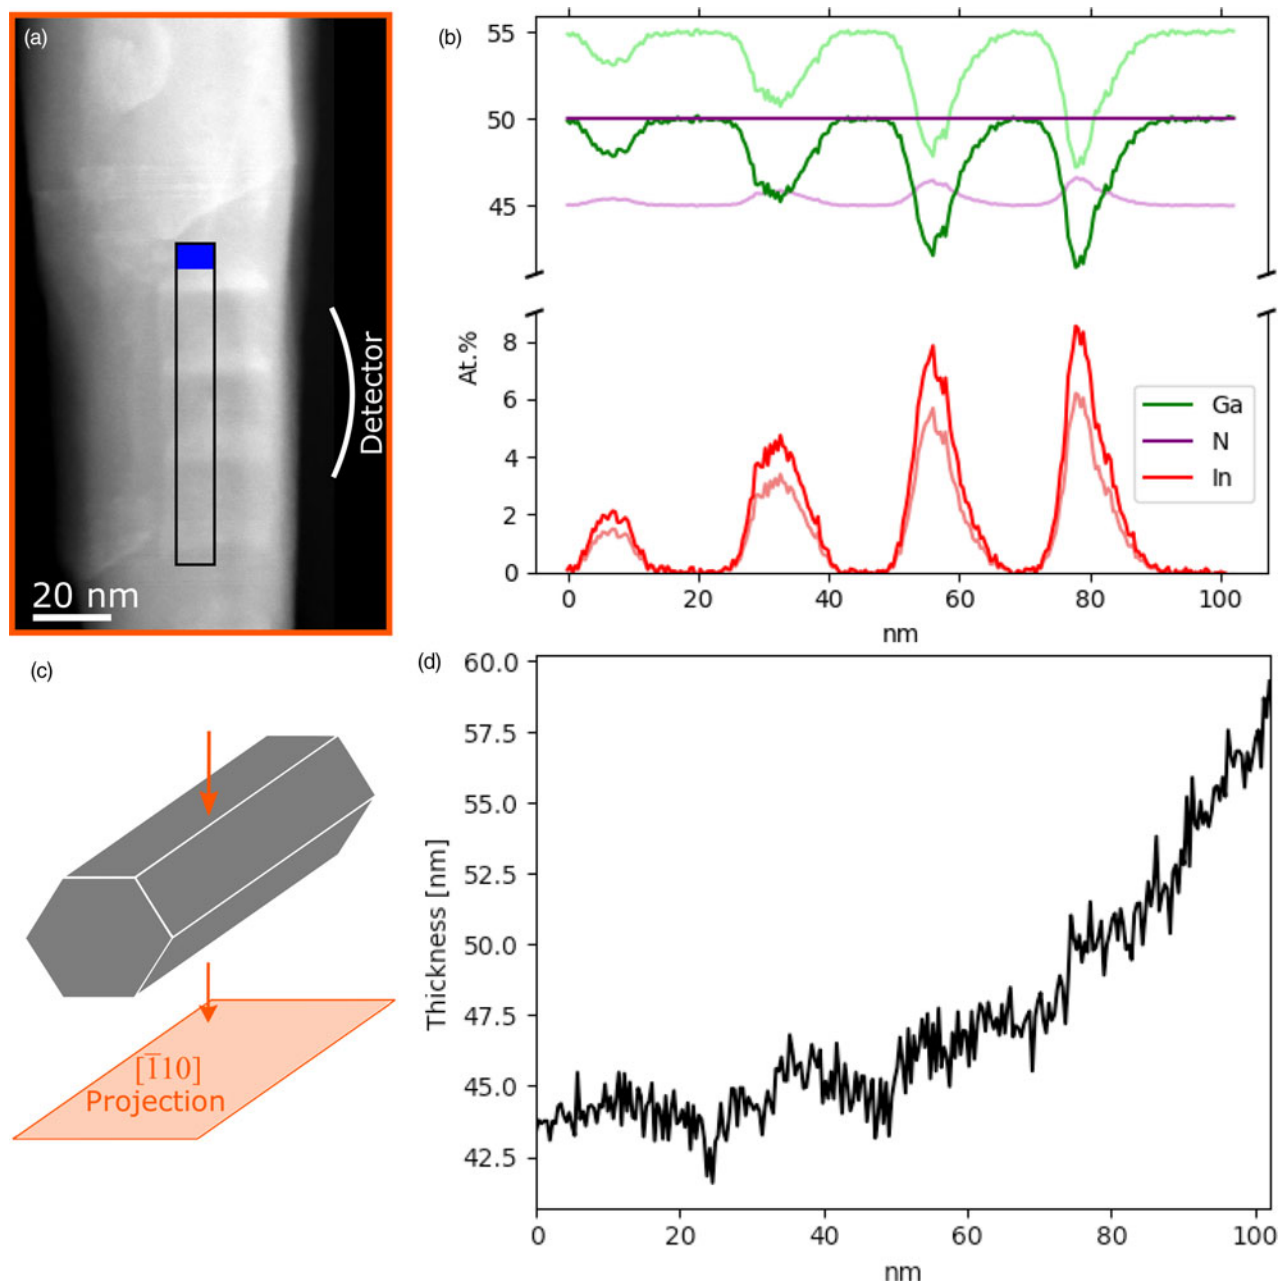 (a)
20 nm
Detector
(b)
55
50
45
At.%
8
6
4
2
0
Ga
N
In
0 20 40 60 80 100
nm
(c)
[1̅10]
Projection
(d)
60.0
57.5
55.0
52.5
50.0
47.5
45.0
42.5
Thickness [nm]
0 20 40 60 80 100
nm